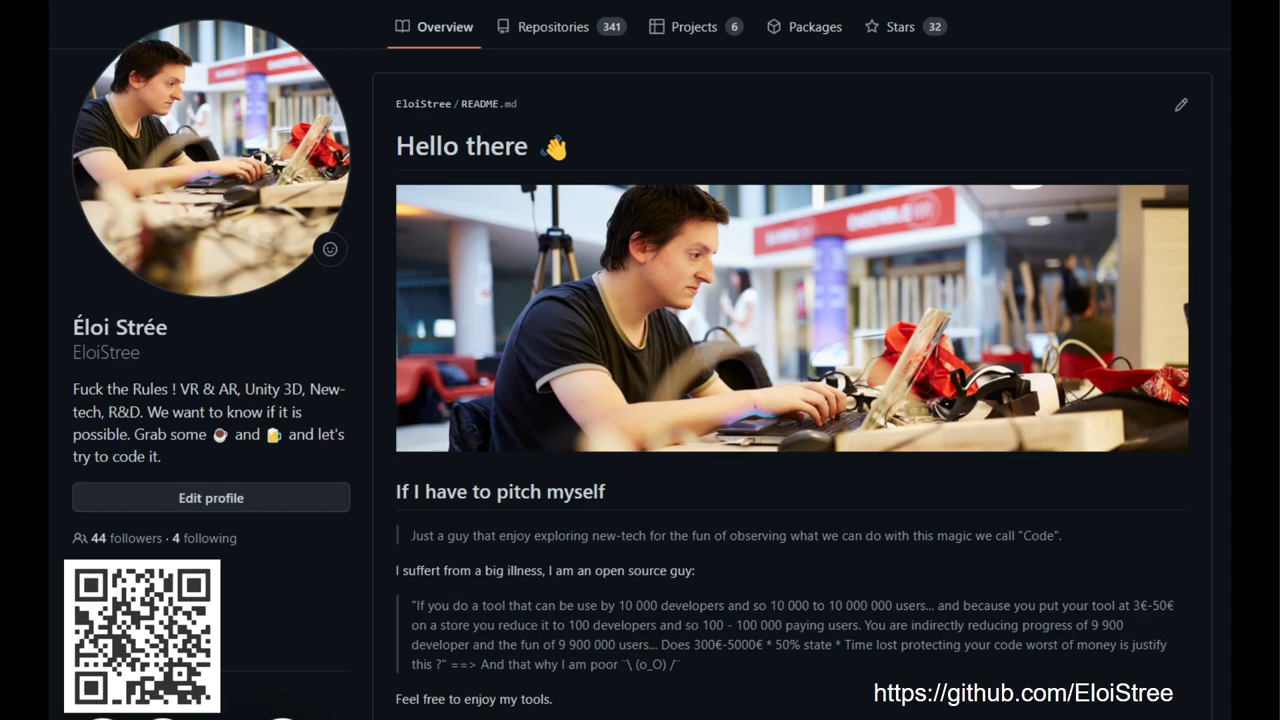 Overview
Repositories 341
Projects 6
Packages
Stars 32
EloiStree / README.md
Hello there 👋
Éloi Strée
EloiStree
Fuck the Rules ! VR & AR, Unity 3D, New-
tech, R&D. We want to know if it is
possible. Grab some ☕ and 🍺 and let's
try to code it.
Edit profile
44 followers · 4 following
If I have to pitch myself
Just a guy that enjoy exploring new-tech for the fun of observing what we can do with this magic we call "Code".
I suffert from a big illness, I am an open source guy:
"If you do a tool that can be use by 10 000 developers and so 10 000 to 10 000 000 users... and because you put your tool at 3€-50€
on a store you reduce it to 100 developers and so 100 - 100 000 paying users. You are indirectly reducing progress of 9 900
developer and the fun of 9 900 000 users... Does 300€-5000€ * 50% state * Time lost protecting your code worst of money is justify
this ?" ==> And that why I am poor ¨\ (o_O) /¨
Feel free to enjoy my tools.
https://github.com/EloiStree